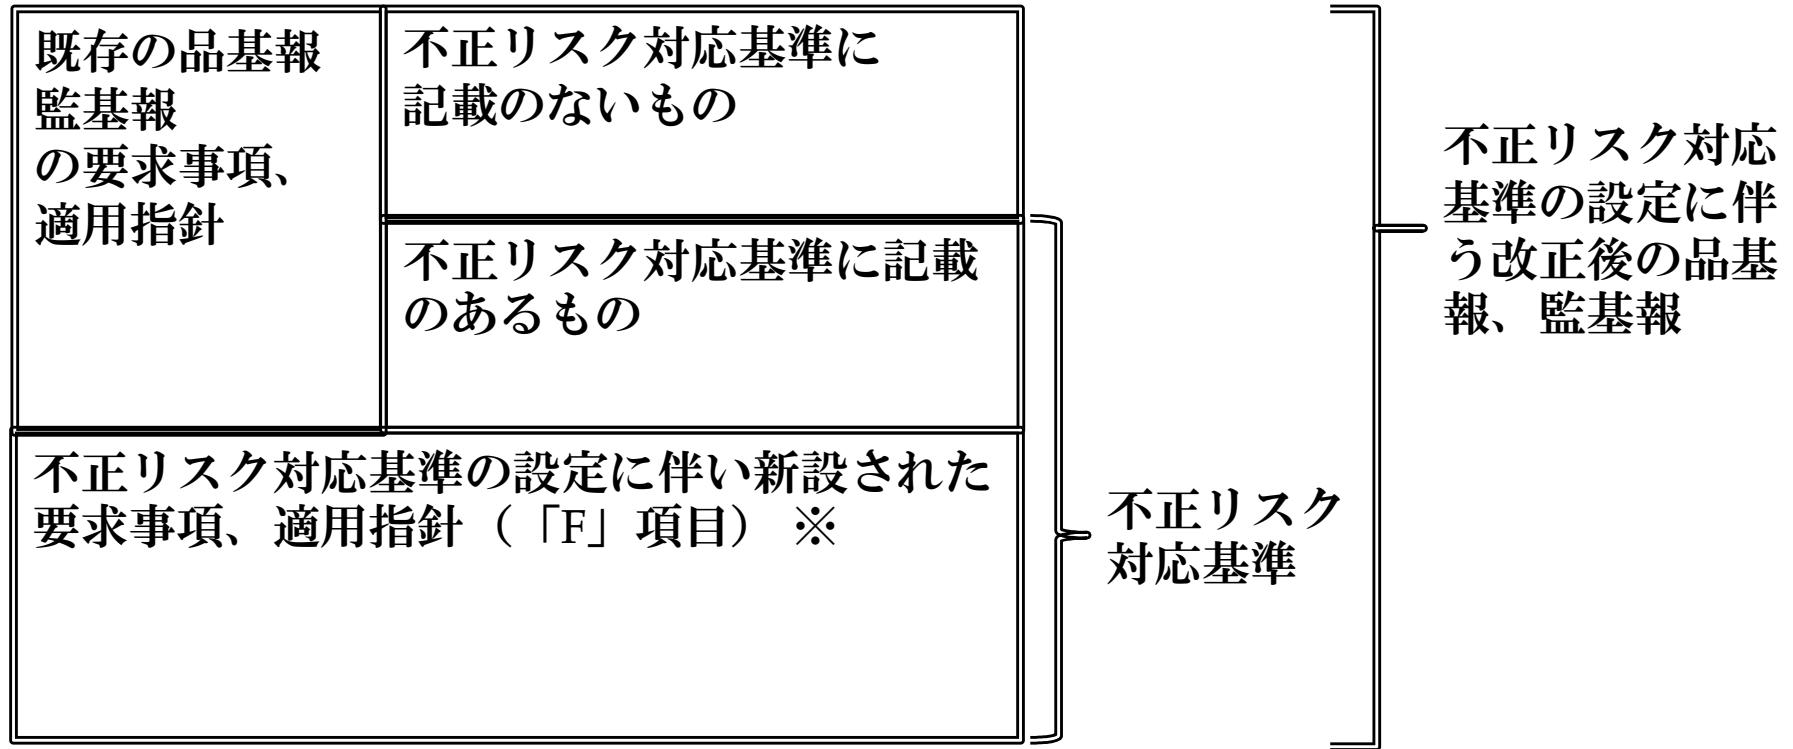 既存の品基報
監基報
の要求事項、
適用指針
不正リスク対応基準に
記載のないもの
不正リスク対応基準に記載
のあるもの
不正リスク対応基準の設定に伴い新設された
要求事項、適用指針（「F」項目） ※
不正リスク
対応基準
不正リスク対応
基準の設定に伴
う改正後の品基
報、監基報